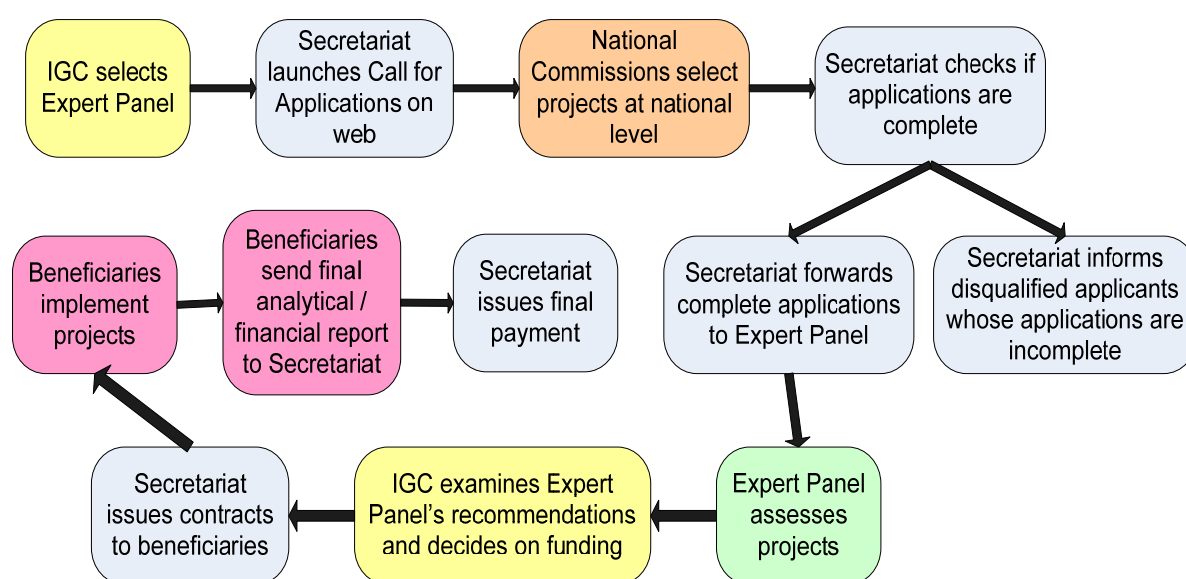 IGC selects
Expert Panel
Secretariat
launches Call for
Applications on
web
National
Commissions select
projects at national
level
Secretariat checks if
applications are
complete
Secretariat forwards
complete applications
to Expert Panel
Secretariat informs
disqualified applicants
whose applications are
incomplete
Expert Panel
assesses
projects
IGC examines Expert
Panel's recommendations
and decides on funding
Secretariat
issues contracts
to beneficiaries
Beneficiaries
implement
projects
Beneficiaries
send final
analytical /
financial report
to Secretariat
Secretariat
issues final
payment